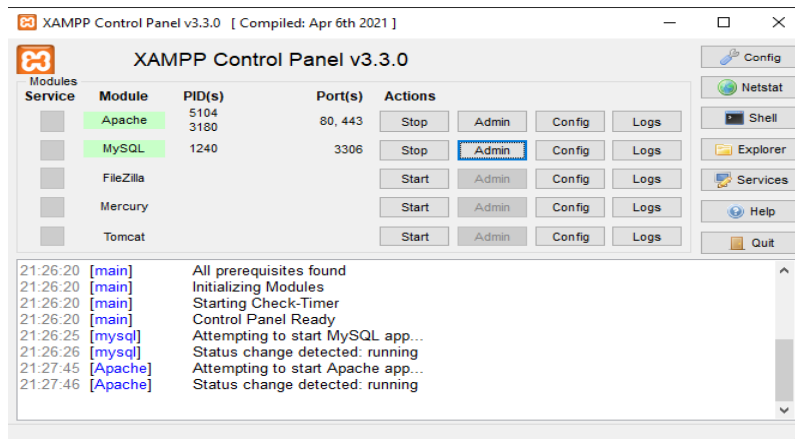 XAMPP Control Panel v3.3.0 [ Compiled: Apr 6th 2021 ]
XAMPP Control Panel v3.3.0
Config
Modules
Service Module PID(s) Port(s) Actions
Netstat
Apache 5104 3180 80, 443 Stop Admin Config Logs
Shell
MySQL 1240 3306 Stop Admin Config Logs
Explorer
FileZilla Start Admin Config Logs
Services
Mercury Start Admin Config Logs
Help
Tomcat Start Admin Config Logs
Quit
21:26:20 [main] All prerequisites found
21:26:20 [main] Initializing Modules
21:26:20 [main] Starting Check-Timer
21:26:20 [main] Control Panel Ready
21:26:25 [mysql] Attempting to start MySQL app...
21:26:26 [mysql] Status change detected: running
21:27:45 [Apache] Attempting to start Apache app...
21:27:46 [Apache] Status change detected: running